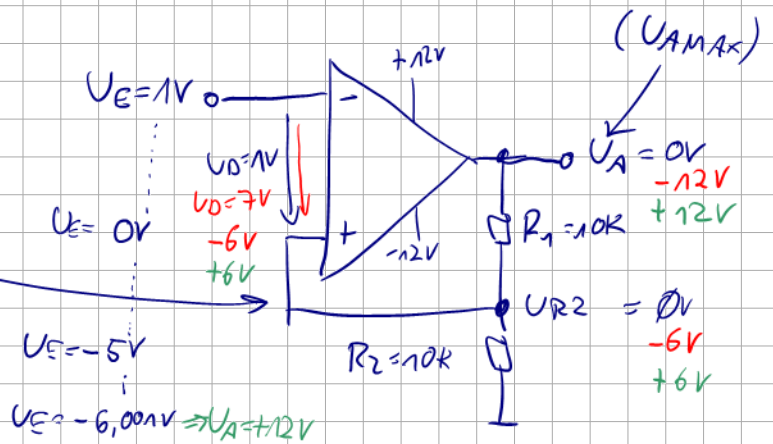 (UAMAX)
+12V
UE=1V
-
UA = 0V
-12V
+12V
UD=1V
UD=7V
-6V
+6V
UE= 0V
+
-12V
R1=10K
UR2 = 0V
-6V
+6V
R2=10K
UE=-5V
UE=-6,001V ⇒ UA=+12V